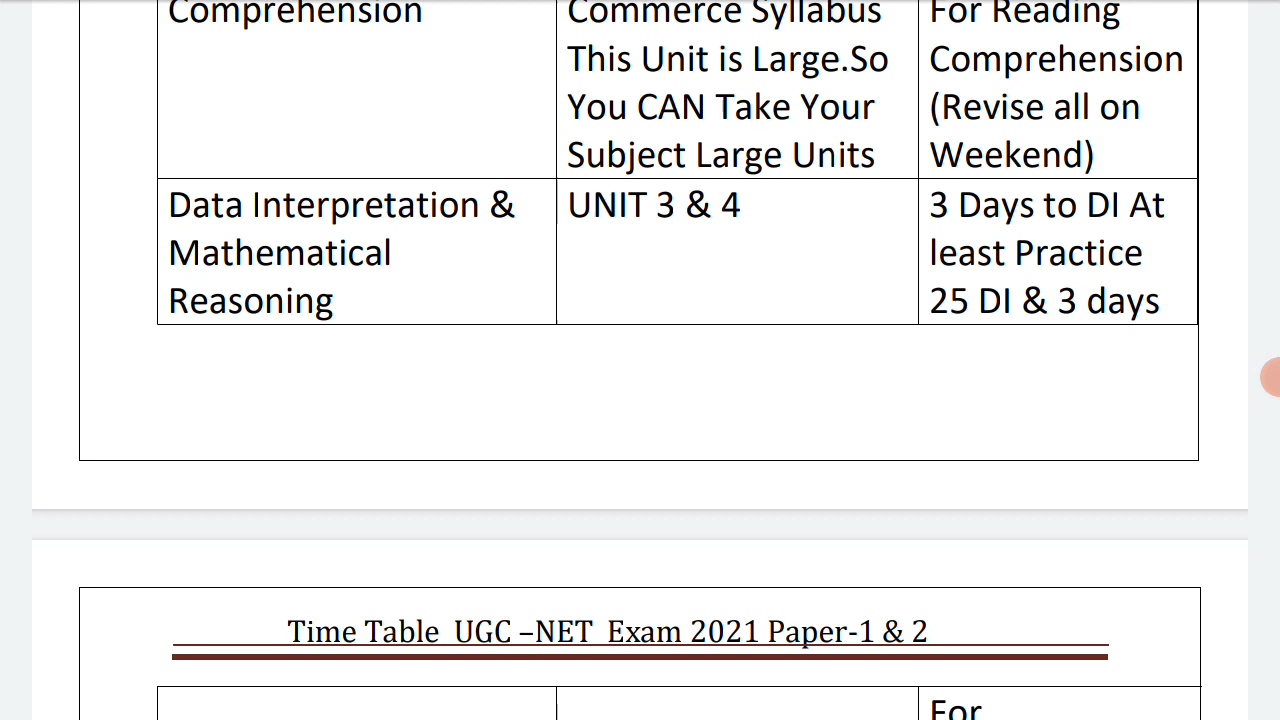 Comprehension
Commerce Syllabus
This Unit is Large.So
You CAN Take Your
Subject Large Units
For Reading
Comprehension
(Revise all on
Weekend)
Data Interpretation &
Mathematical
Reasoning
UNIT 3 & 4
3 Days to DI At
least Practice
25 DI & 3 days
Time Table UGC –NET Exam 2021 Paper-1 & 2
For